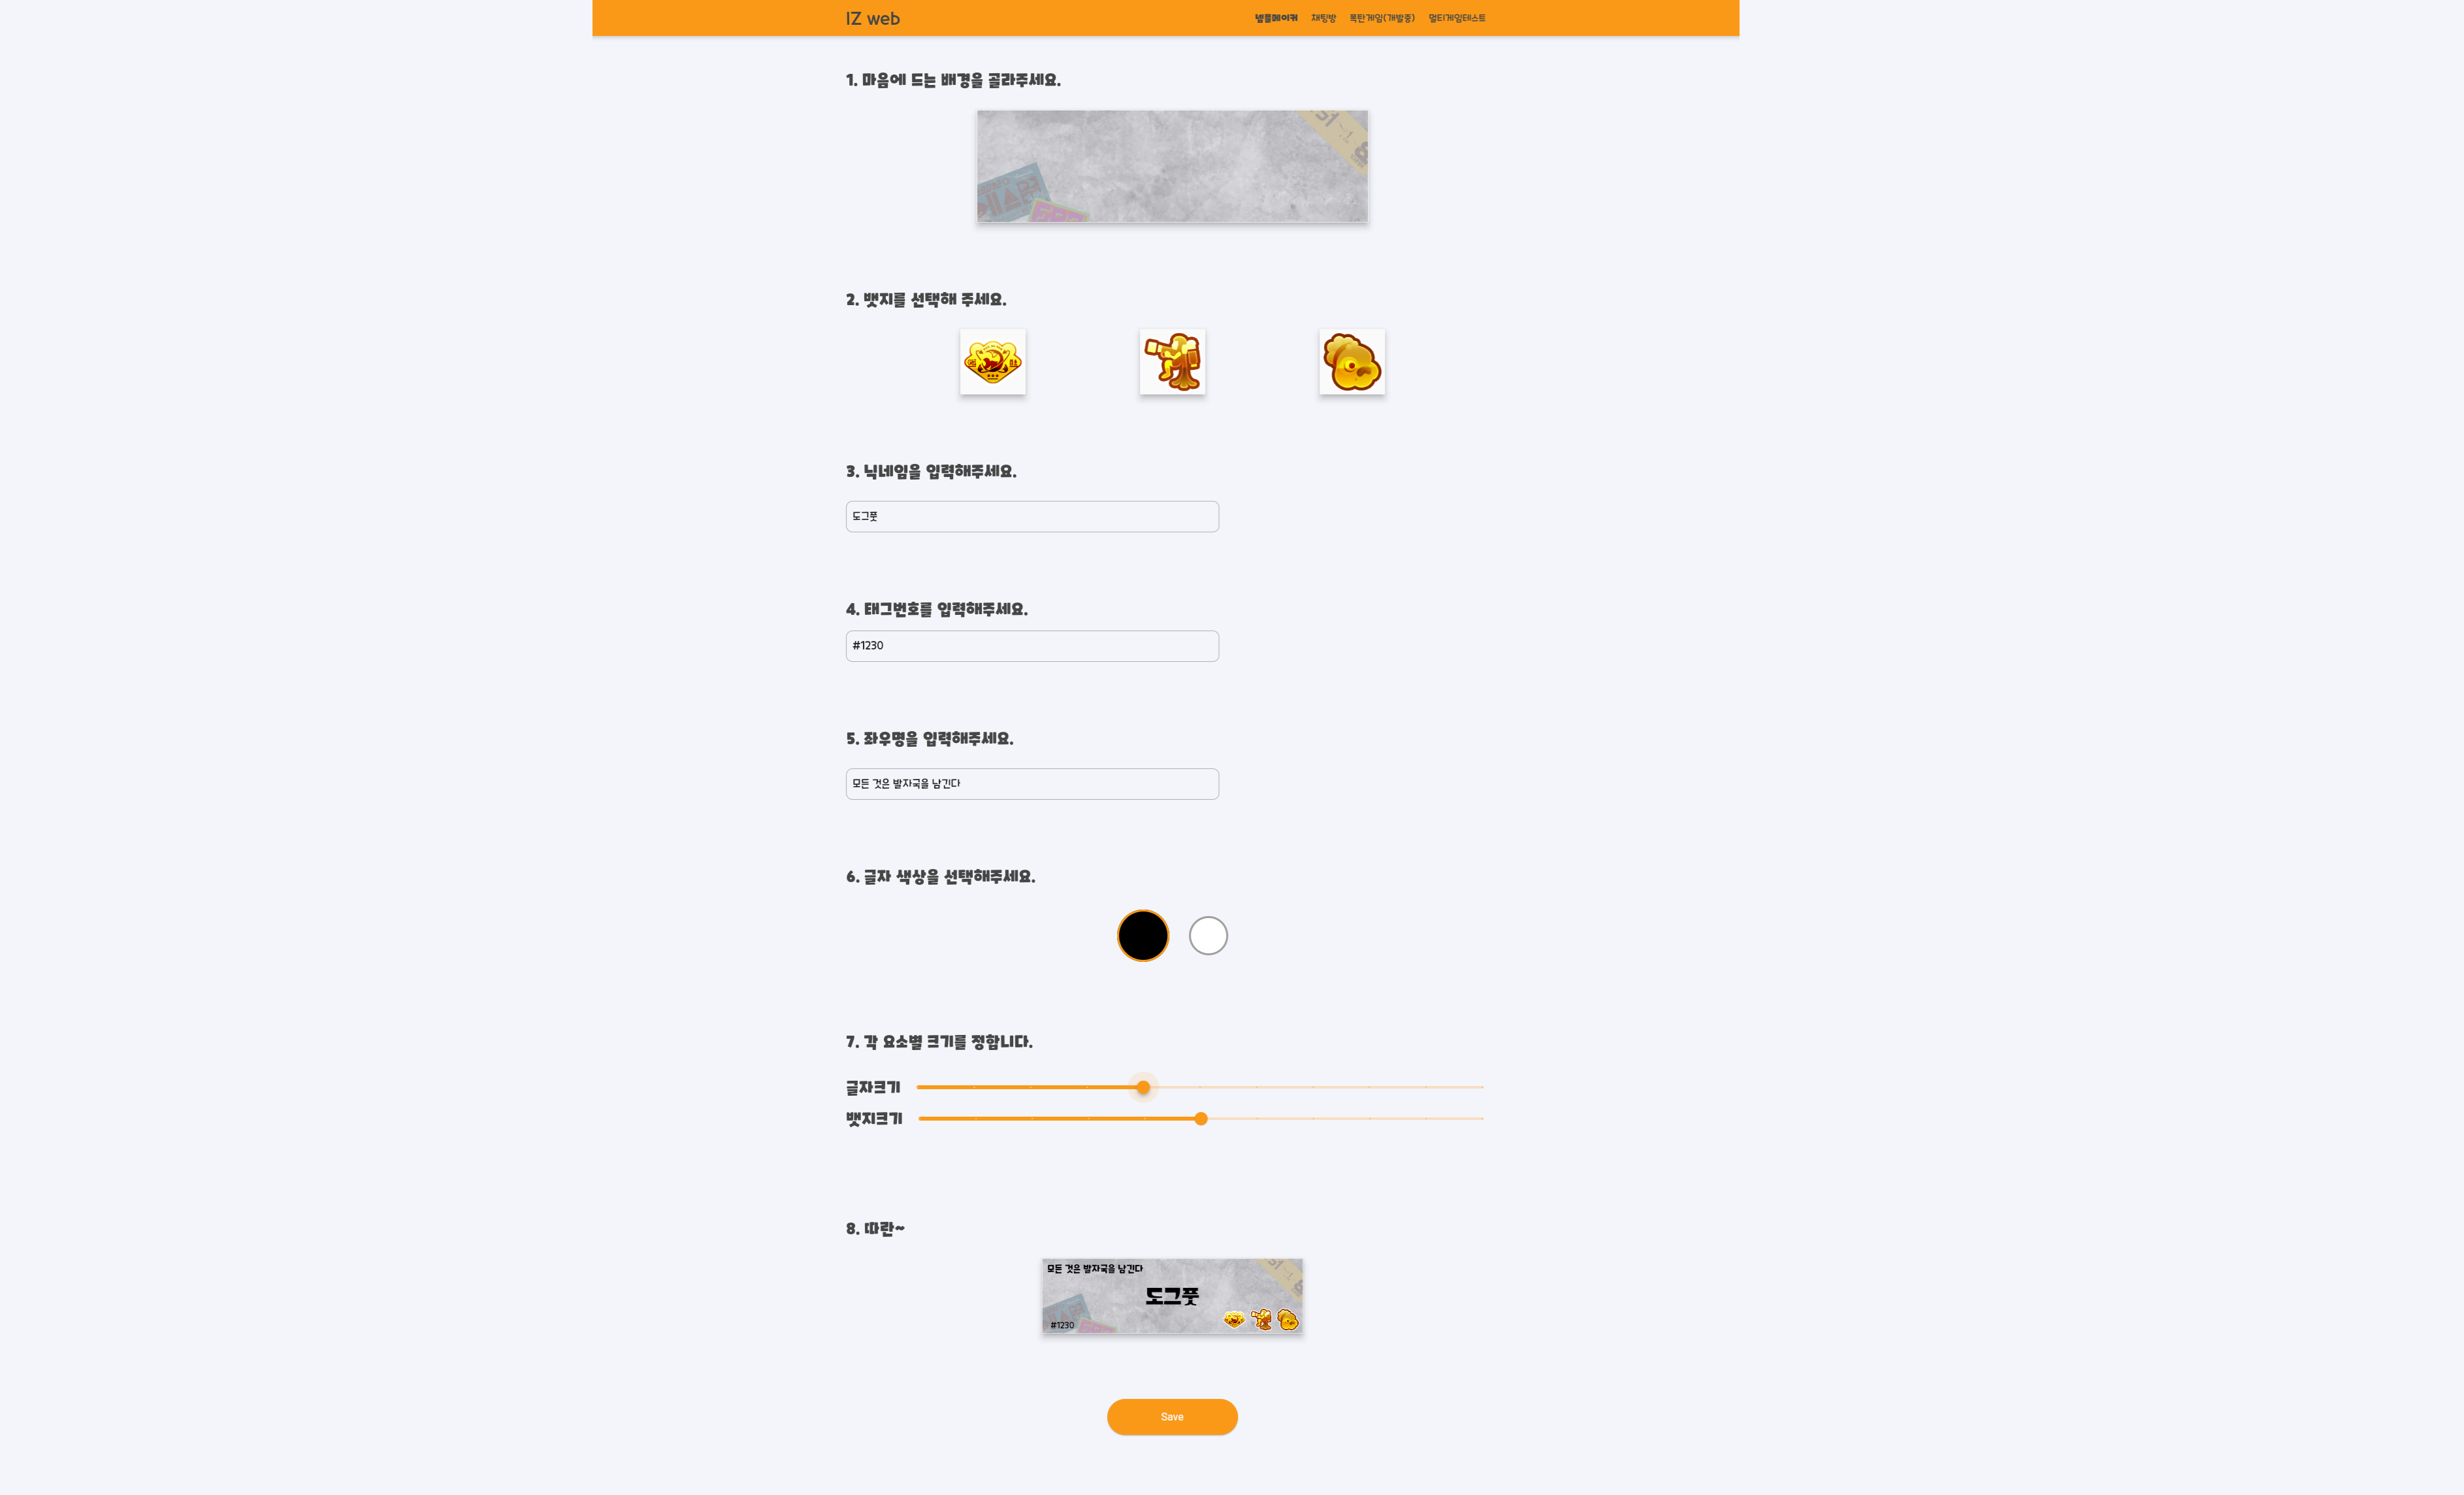 IZ web
넴플메이커 채팅방 폭탄게임(개발중) 멀티게임테스트
1. 마음에 드는 배경을 골라주세요.
2. 뱃지를 선택해 주세요.
3. 닉네임을 입력해주세요.
도그풋
4. 태그번호를 입력해주세요.
#1230
5. 좌우명을 입력해주세요.
모든 것은 발자국을 남긴다
6. 글자 색상을 선택해주세요.
7. 각 요소별 크기를 정합니다.
글자크기
뱃지크기
8. 따란~
모든 것은 발자국을 남긴다
도그풋
#1230
Save